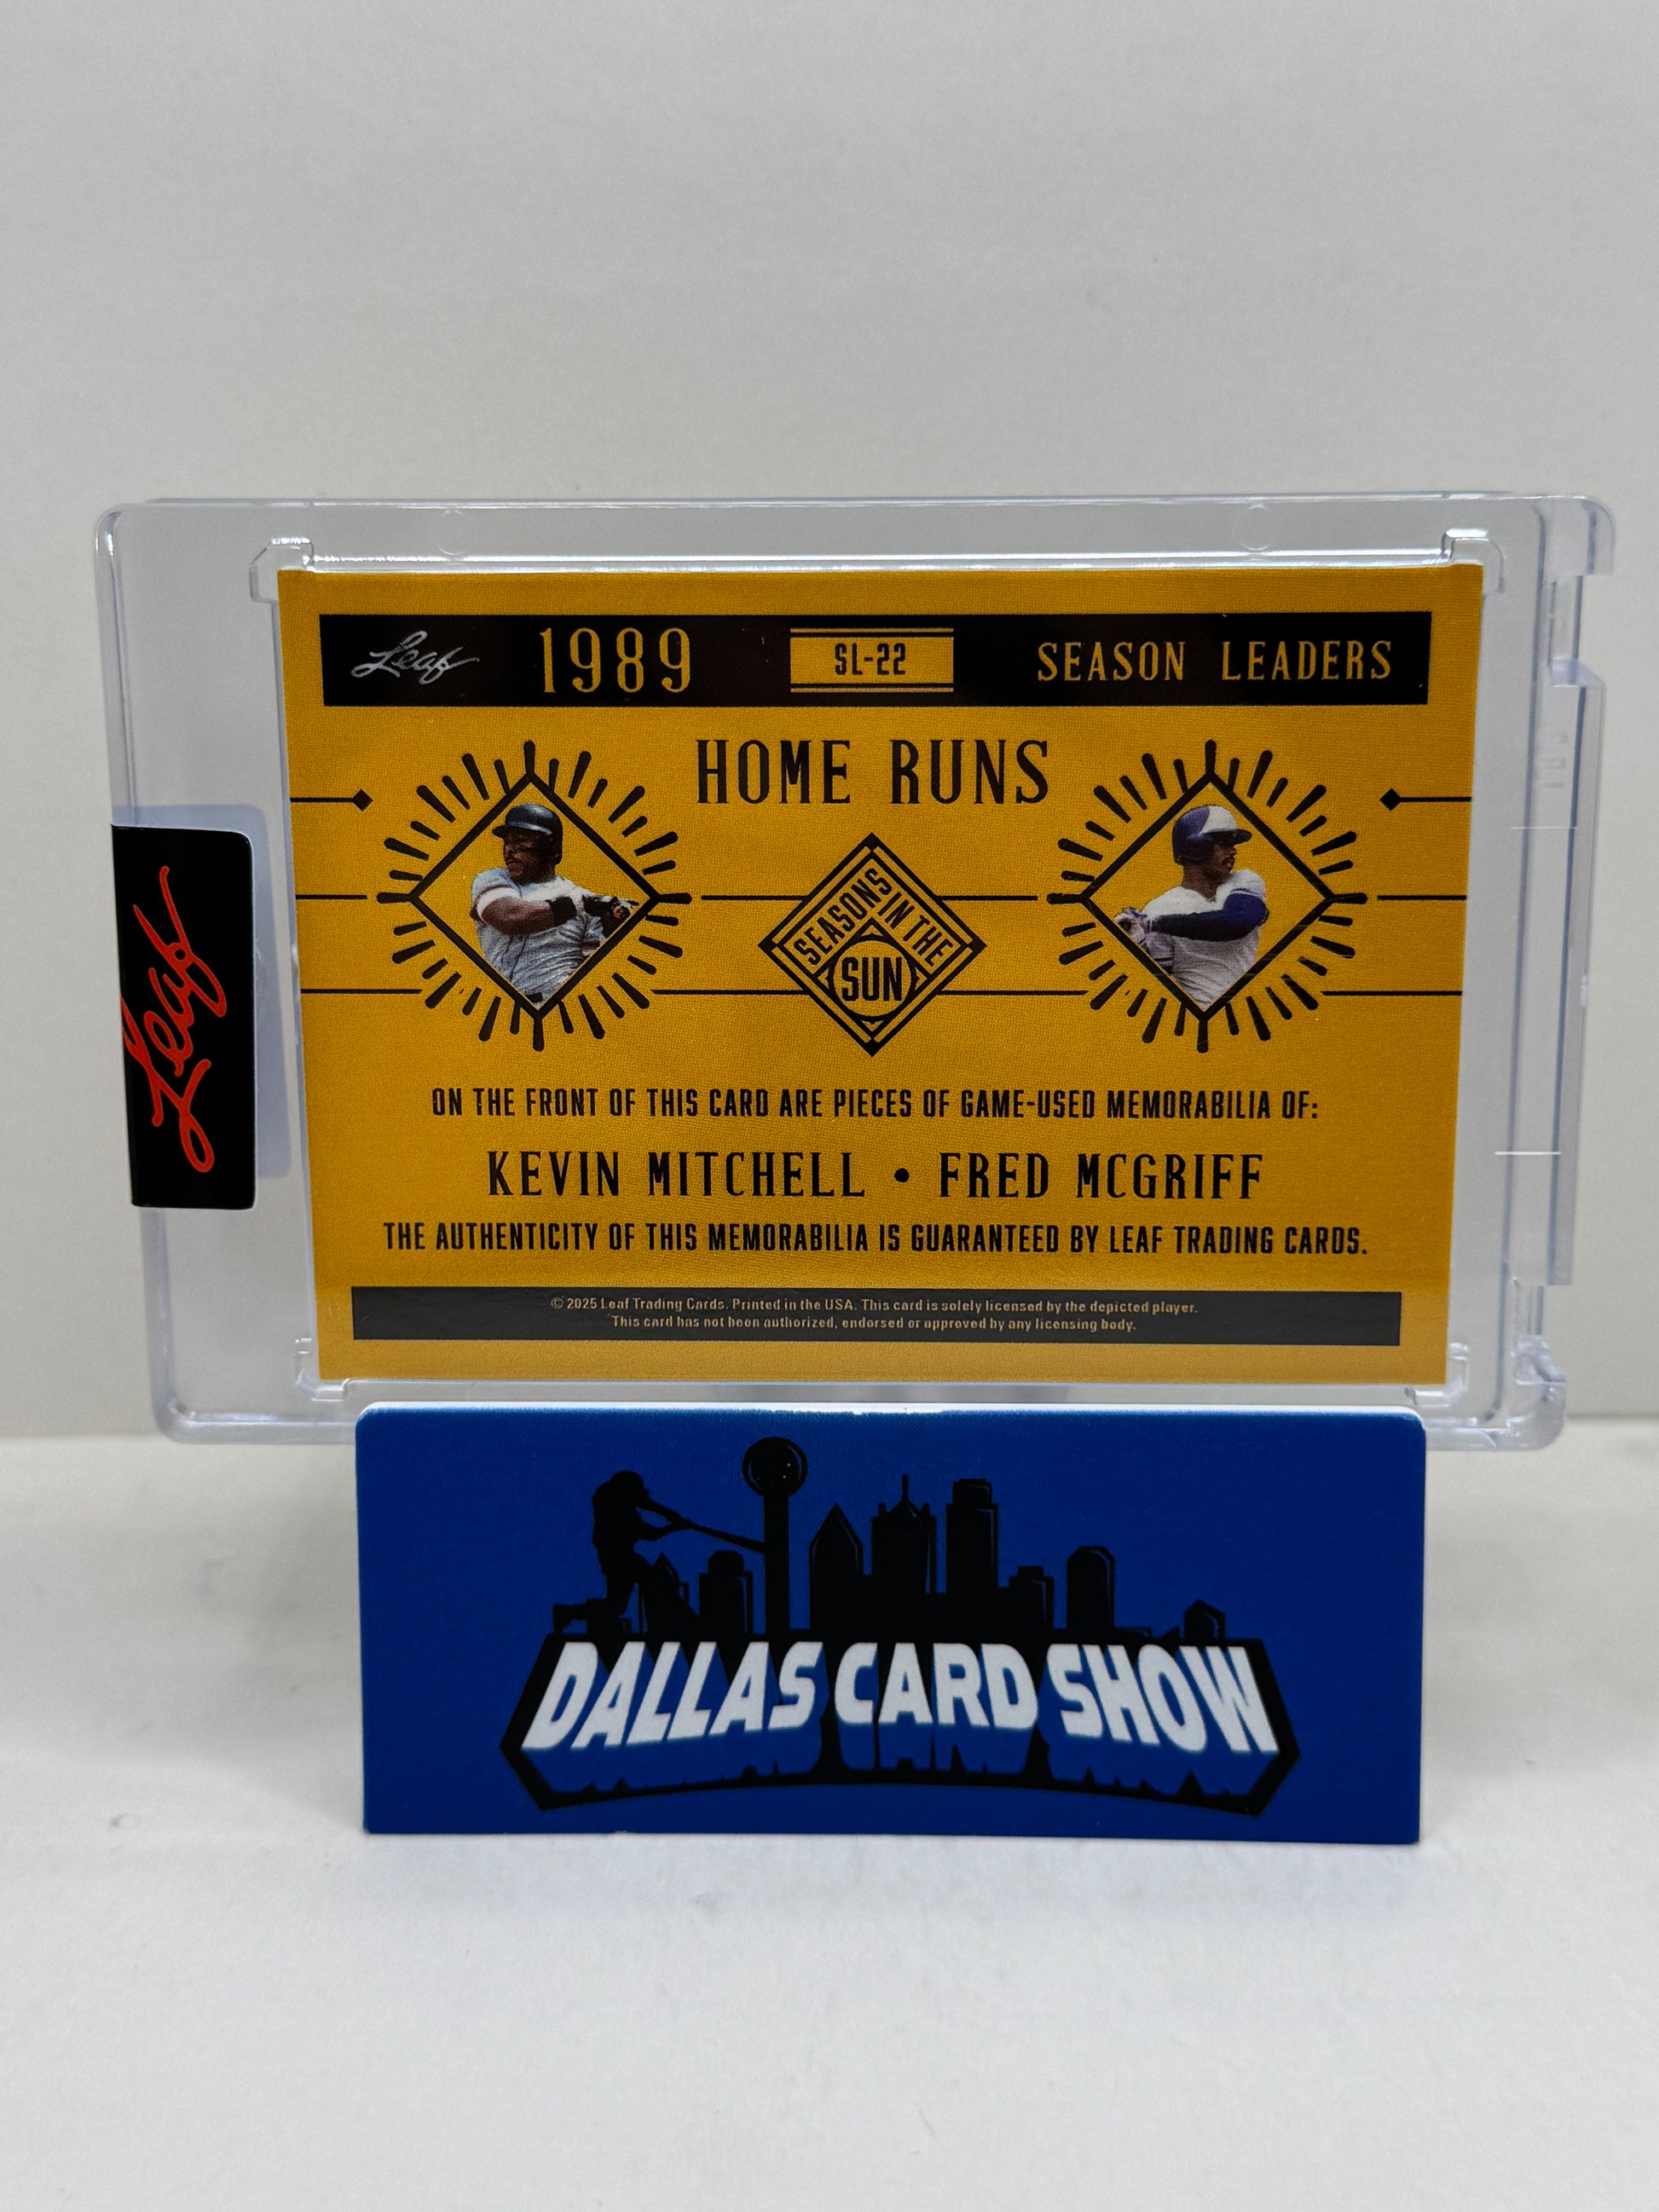 Leaf 1989 SL-22 SEASON LEADERS
HOME RUNS
SEASONS IN THE
SUN
Leaf
ON THE FRONT OF THIS CARD ARE PIECES OF GAME-USED MEMORABILIA OF:
KEVIN MITCHELL • FRED MCGRIFF
THE AUTHENTICITY OF THIS MEMORABILIA IS GUARANTEED BY LEAF TRADING CARDS.
© 2025 Leaf Trading Cards. Printed in the USA. This card is solely licensed by the depicted player.
This card has not been authorized, endorsed or approved by any licensing body.
DALLAS CARD SHOW